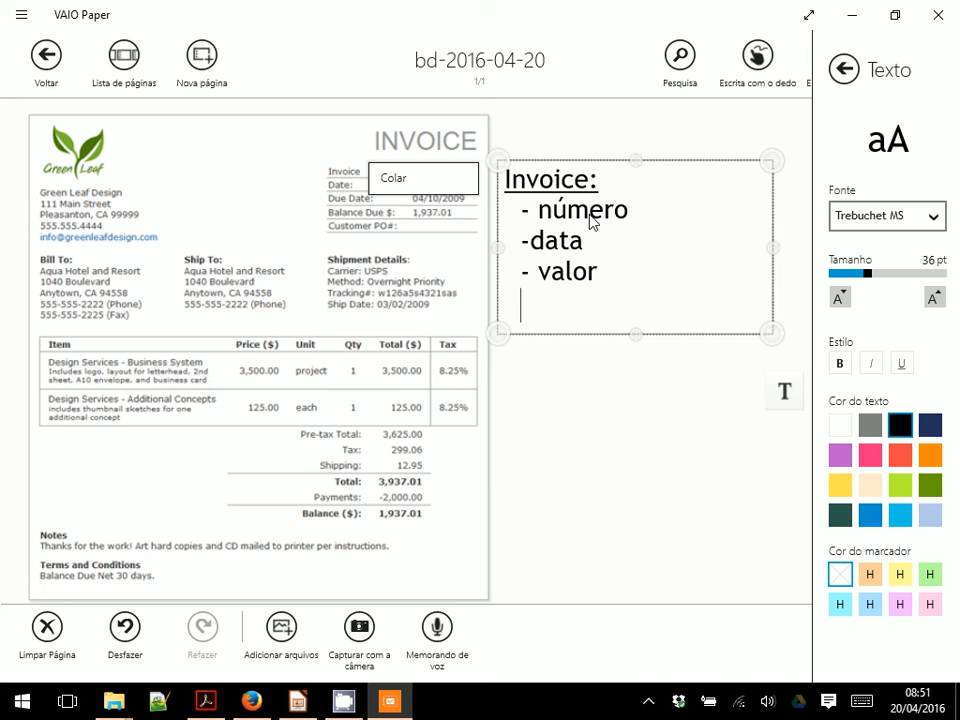 VAIO Paper
Voltar
Lista de páginas
Nova página
bd-2016-04-20
1/1
Pesquisa
Escrita com o dedo
E
Texto
aA
Fonte
Trebuchet MS
Tamanho 36 pt
A A
Estilo
B I U
Cor do texto
Cor do marcador
H H H
H H H H
Green Leaf
INVOICE
Green Leaf Design
111 Main Street
Pleasanton, CA 99999
555.555.4444
info@greenleafdesign.com
Invoice
Date:
Due Date: 04/10/2009
Balance Due $: 1,937.01
Customer PO#:
Colar
Bill To:
Aqua Hotel and Resort
1040 Boulevard
Anytown, CA 94558
555-555-2222 (Phone)
555-555-2225 (Fax)
Ship To:
Aqua Hotel and Resort
1040 Boulevard
Anytown, CA 94558
555-555-2222 (Phone)
Shipment Details:
Carrier: USPS
Method: Overnight Priority
Tracking#: w126a5s4321sas
Ship Date: 03/02/2009
Item Price ($) Unit Qty Total ($) Tax
Design Services - Business System
Includes logo, layout for letterhead, 2nd
sheet, A10 envelope, and business card
3,500.00 project 1 3,500.00 8.25%
Design Services - Additional Concepts
includes thumbnail sketches for one
additional concept
125.00 each 1 125.00 8.25%
Pre-tax Total: 3,625.00
Tax: 299.06
Shipping: 12.95
Total: 3,937.01
Payments: -2,000.00
Balance ($): 1,937.01
Notes
Thanks for the work! Art hard copies and CD mailed to printer per instructions.
Terms and Conditions
Balance Due Net 30 days.
Invoice:
- número
-data
- valor
T
Limpar Página
Desfazer
Refazer
Adicionar arquivos
Capturar com a
câmera
Memorando de
voz
08:51
20/04/2016